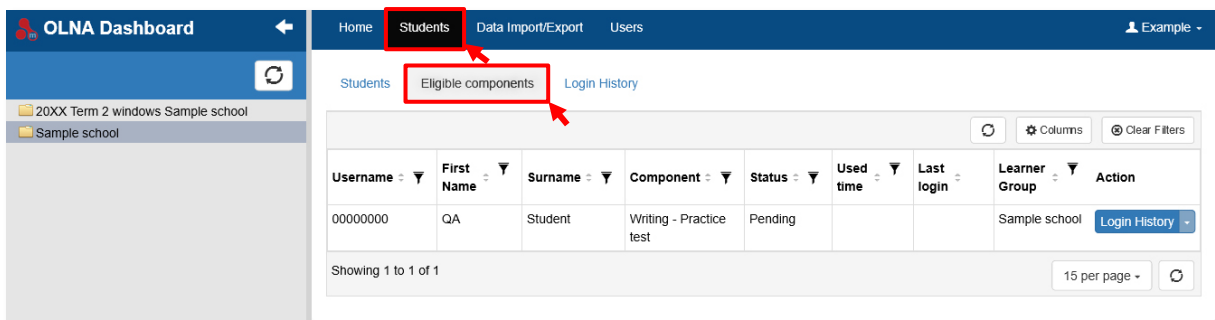 OLNA Dashboard
Home Students Data Import/Export Users Example
Students Eligible components Login History
20XX Term 2 windows Sample school
Sample school
Columns Clear Filters
Username First Name Surname Component Status Used time Last login Learner Group Action
00000000 QA Student Writing - Practice test Pending Sample school Login History
Showing 1 to 1 of 1
15 per page